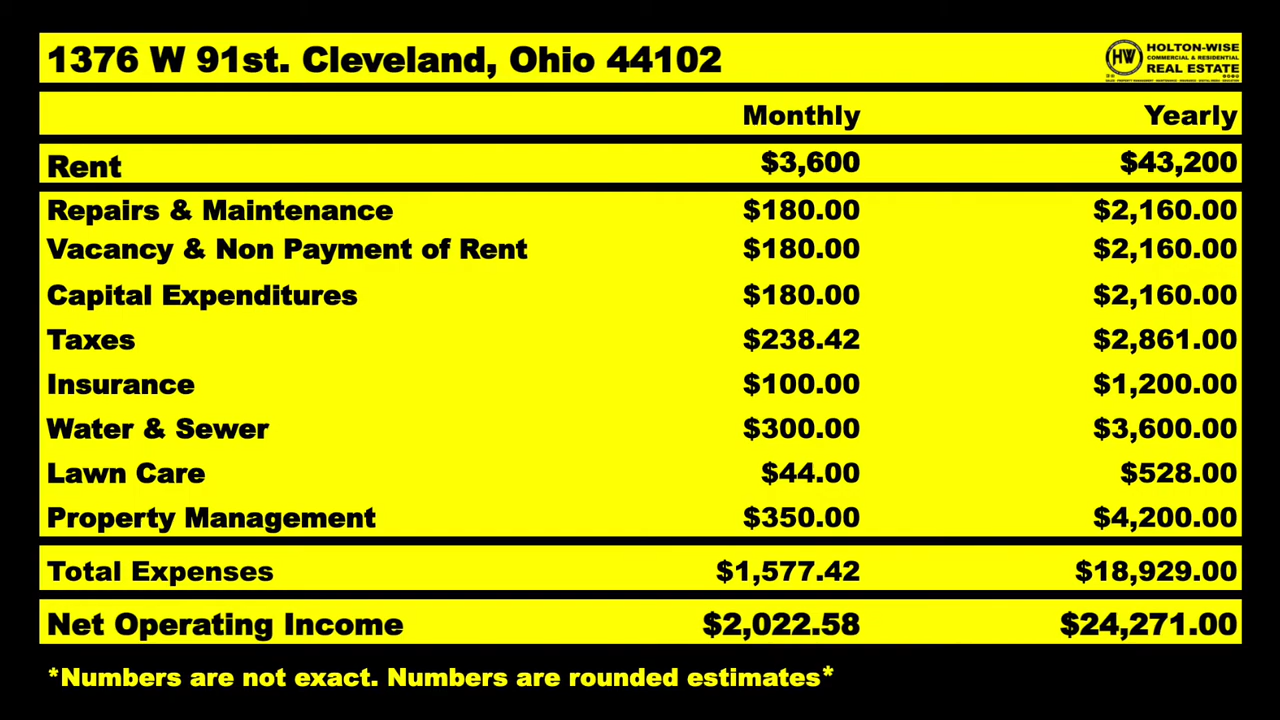 1376 W 91st. Cleveland, Ohio 44102
HW
HOLTON-WISE
COMMERCIAL & RESIDENTIAL
REAL ESTATE
Monthly Yearly
Rent $3,600 $43,200
Repairs & Maintenance $180.00 $2,160.00
Vacancy & Non Payment of Rent $180.00 $2,160.00
Capital Expenditures $180.00 $2,160.00
Taxes $238.42 $2,861.00
Insurance $100.00 $1,200.00
Water & Sewer $300.00 $3,600.00
Lawn Care $44.00 $528.00
Property Management $350.00 $4,200.00
Total Expenses $1,577.42 $18,929.00
Net Operating Income $2,022.58 $24,271.00
*Numbers are not exact. Numbers are rounded estimates*